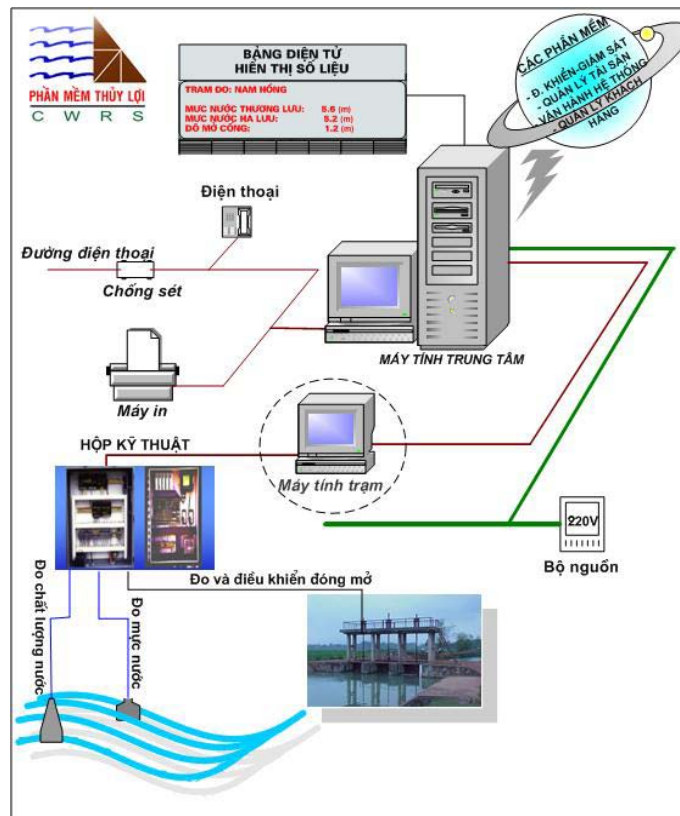 PHẦN MỀM THỦY LỢI
C W R S
BẢNG ĐIỆN TỬ
HIỂN THỊ SỐ LIỆU
TRAM ĐO: NAM HỒNG
MỰC NƯỚC THƯỢNG LƯU: 5.6 (m)
MỰC NƯỚC HẠ LƯU: 5.2 (m)
ĐÔ MỞ CỐNG: 1.2 (m)
CÁC PHẦN MỀM
- Đ. KHIỂN-GIÁM SÁT
- QUẢN LÝ TÀI SẢN
VẬN HÀNH HỆ THỐNG
- QUẢN LÝ KHÁCH
HÀNG
Điện thoại
Đường điện thoại
Chống sét
MÁY TÍNH TRUNG TÂM
Máy in
HỘP KỸ THUẬT
Máy tính trạm
220V
Bộ nguồn
Đo và điều khiển đóng mở
Đo chất lượng nước
Đo mực nước